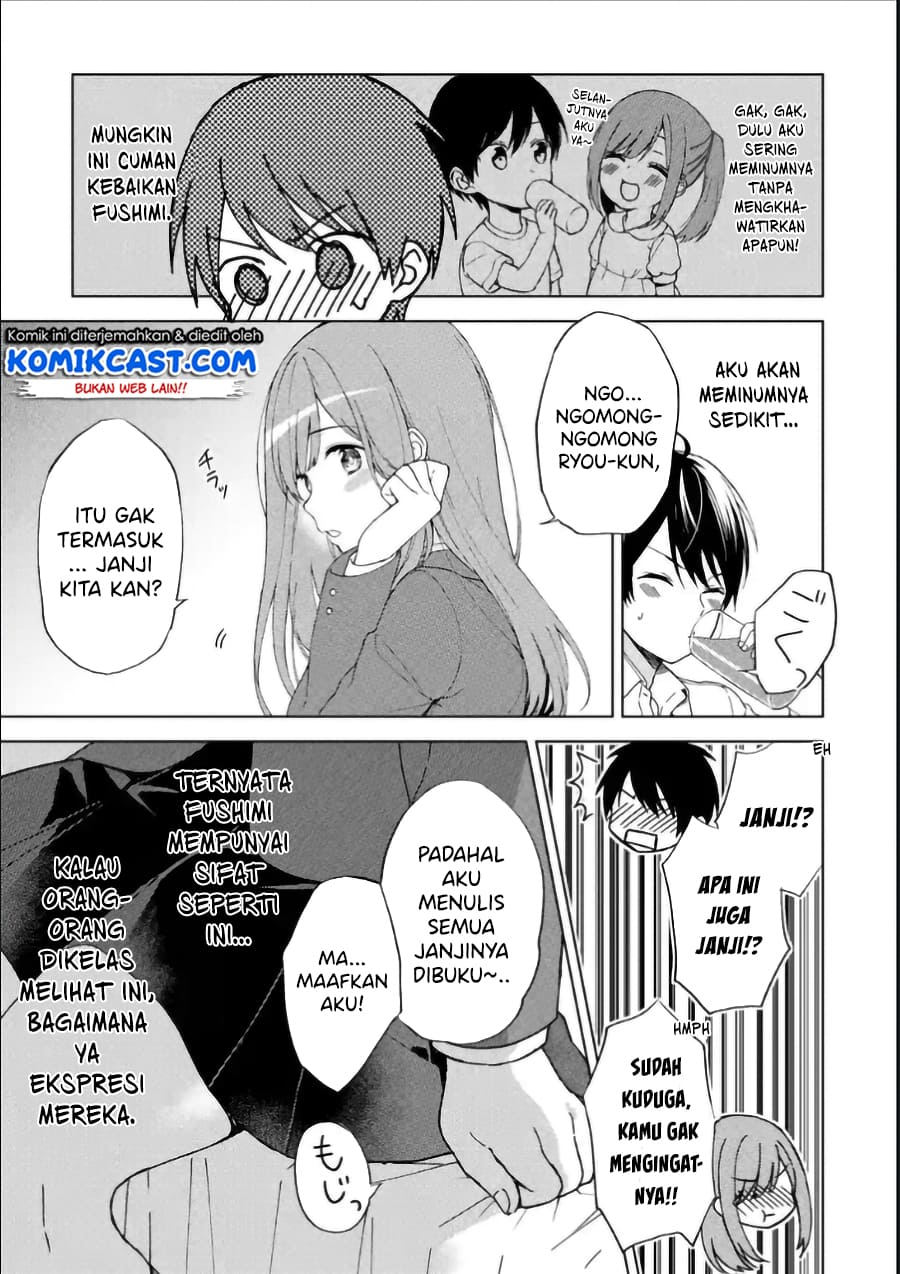 GAK, GAK,
DULU AKU
SERING
MEMINUMNYA
TANPA
MENGKHA-
WATIRKAN
APAPUN!
SELAN-
JUTNYA
AKU
YA~
MUNGKIN
INI CUMAN
KEBAIKAN
FUSHIMI.
Komik ini diterjemahkan & diedit oleh
KOMIKCAST.COM
BUKAN WEB LAIN!!
AKU AKAN
MEMINUMNYA
SEDIKIT...
NGO...
NGOMONG-
NGOMONG
RYOU-KUN,
チラッ
ITU GAK
TERMASUK
... JANJI
KITA KAN?
EH
JANJI!?
APA INI
JUGA
JANJI!?
HMPH
SUDAH
KUDUGA,
KAMU GAK
MENGINGAT-
NYA!!
PADAHAL
AKU
MENULIS
SEMUA
JANJINYA
DIBUKU~..
MA...
MAAFKAN
AKU!
もじっ
TERNYATA
FUSHIMI
MEMPUNYAI
SIFAT
SEPERTI
INI...
KALAU
ORANG-
ORANG
DIKELAS
MELIHAT INI,
BAGAIMANA
YA
EKSPRESI
MEREKA.